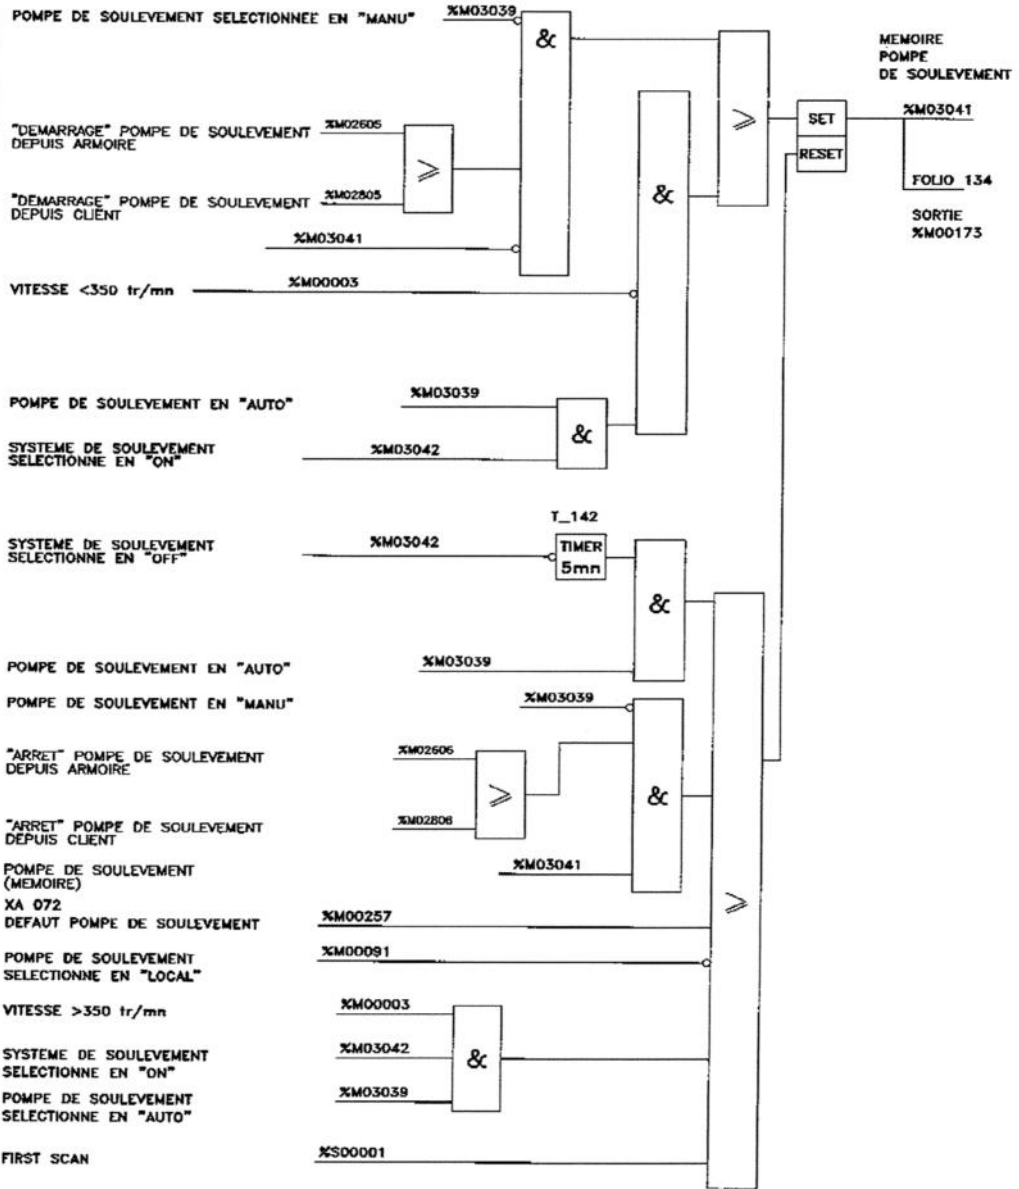 POMPE DE SOULEVEMENT SELECTIONNEE EN "MANU"
%M03039
&
MEMOIRE
POMPE
DE SOULEVEMENT
"DEMARRAGE" POMPE DE SOULEVEMENT
DEPUIS ARMOIRE
%M02605
⩾
⩾
SET
RESET
%M03041
"DEMARRAGE" POMPE DE SOULEVEMENT
DEPUIS CLIENT
%M02805
&
FOLIO 134
SORTIE
%M00173
%M03041
VITESSE <350 tr/mn
%M00003
POMPE DE SOULEVEMENT EN "AUTO"
%M03039
&
SYSTEME DE SOULEVEMENT
SELECTIONNE EN "ON"
%M03042
T_142
SYSTEME DE SOULEVEMENT
SELECTIONNE EN "OFF"
%M03042
TIMER
5mn
&
POMPE DE SOULEVEMENT EN "AUTO"
%M03039
POMPE DE SOULEVEMENT EN "MANU"
%M03039
"ARRET" POMPE DE SOULEVEMENT
DEPUIS ARMOIRE
%M02606
⩾
&
"ARRET" POMPE DE SOULEVEMENT
DEPUIS CLIENT
%M02806
POMPE DE SOULEVEMENT
(MEMOIRE)
%M03041
⩾
XA 072
DEFAUT POMPE DE SOULEVEMENT
%M00257
POMPE DE SOULEVEMENT
SELECTIONNE EN "LOCAL"
%M00091
VITESSE >350 tr/mn
%M00003
SYSTEME DE SOULEVEMENT
SELECTIONNE EN "ON"
%M03042
&
POMPE DE SOULEVEMENT
SELECTIONNE EN "AUTO"
%M03039
FIRST SCAN
%S00001